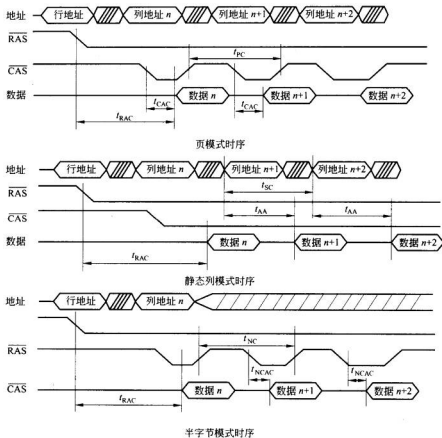 地址 行地址 列地址 n 列地址 n+1 列地址 n+2
RAS
tPC
CAS
数据 数据 n 数据 n+1 数据 n+2
tCAC tCAC
tRAC
页模式时序
地址 行地址 列地址 n 列地址 n+1 列地址 n+2
RAS
tSC
CAS
tAA tAA
数据 数据 n 数据 n+1 数据 n+2
tRAC
静态列模式时序
地址 行地址 列地址 n
tNC
RAS
tNCAC tNCAC
CAS 数据 n 数据 n+1 数据 n+2
tRAC
半字节模式时序